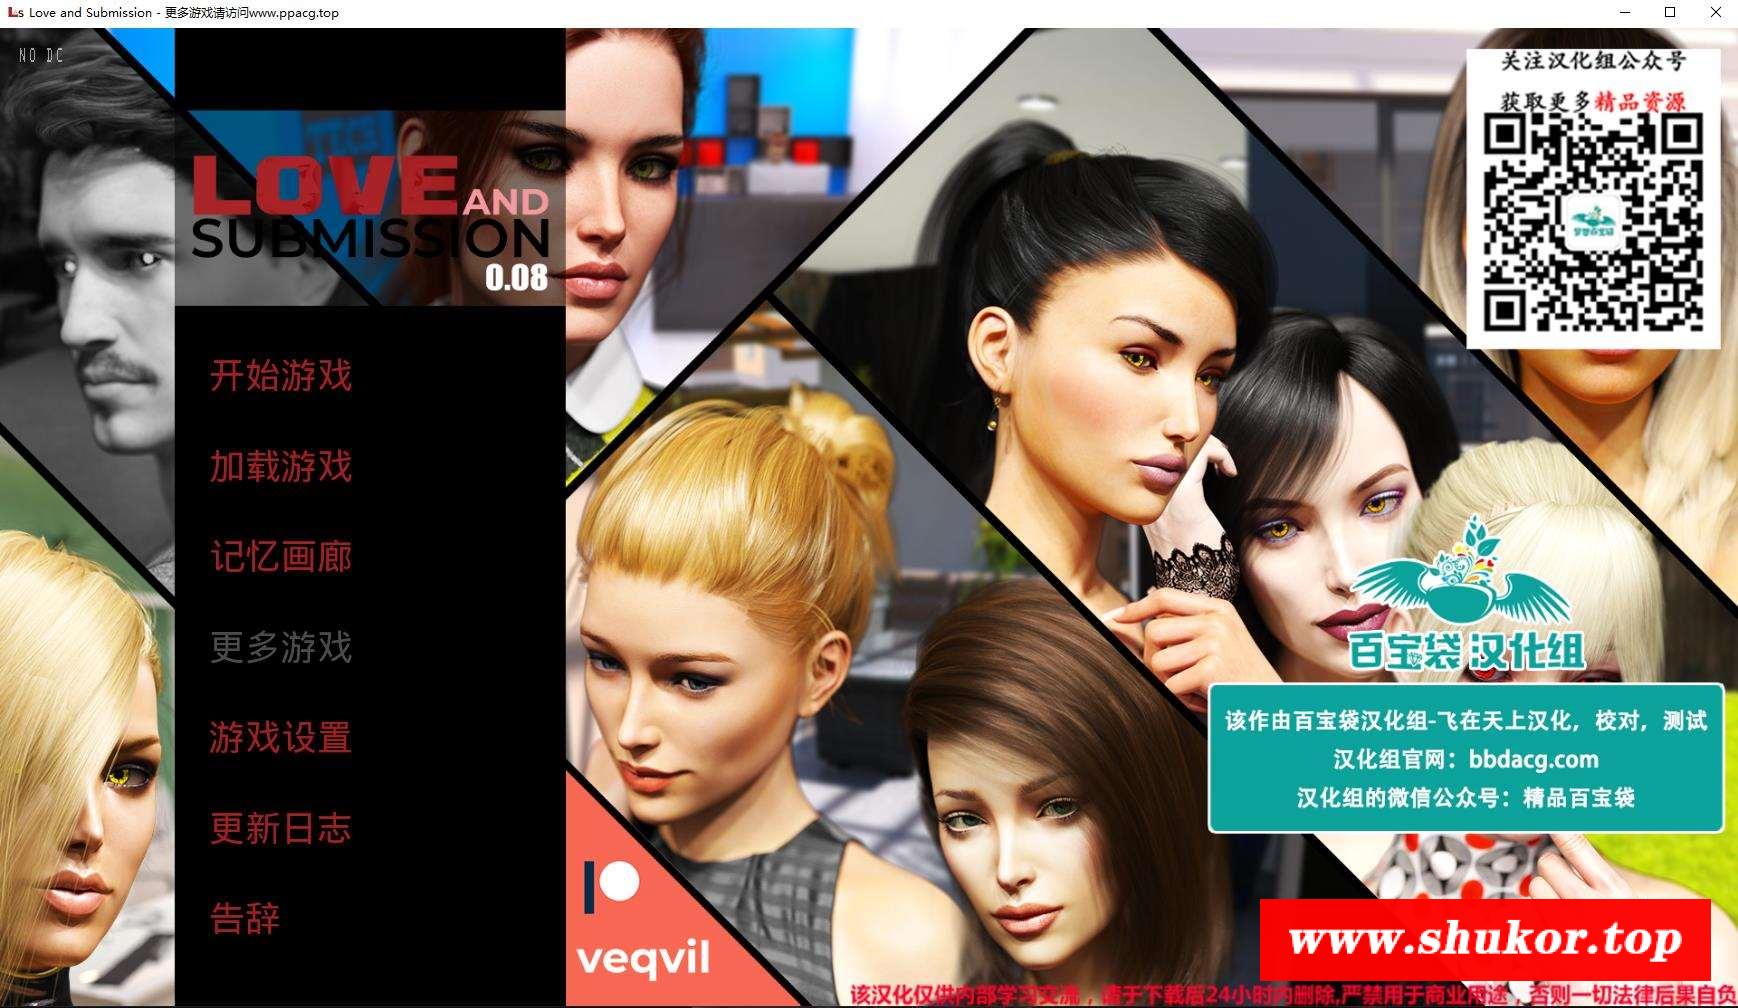 Ls Love and Submission - 更多游戏请访问www.ppacg.top
NO DC
LOVE AND
SUBMISSION
0.08
开始游戏
加载游戏
记忆画廊
更多游戏
游戏设置
更新日志
告辞
veqvil
关注汉化组公众号
获取更多精品资源
百宝袋汉化组
该作由百宝袋汉化组-飞在天上汉化，校对，测试
汉化组官网：bbdacg.com
汉化组的微信公众号：精品百宝袋
www.shukor.top
该汉化仅供内部学习交流，请于下载后24小时内删除,严禁用于商业用途，否则一切法律后果自负